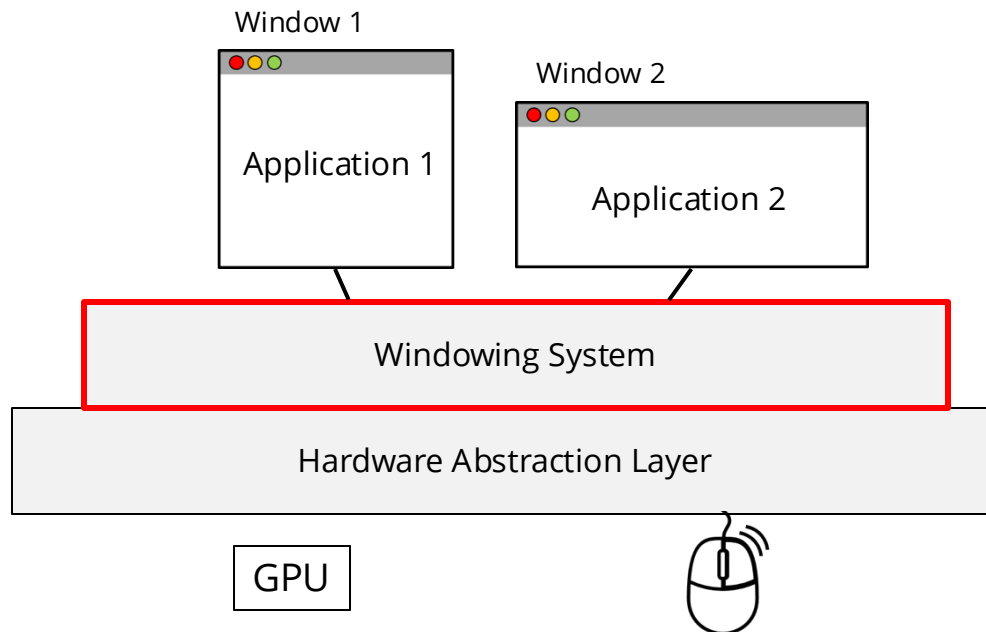 Window 1
Window 2
Application 1
Application 2
Windowing System
Hardware Abstraction Layer
GPU